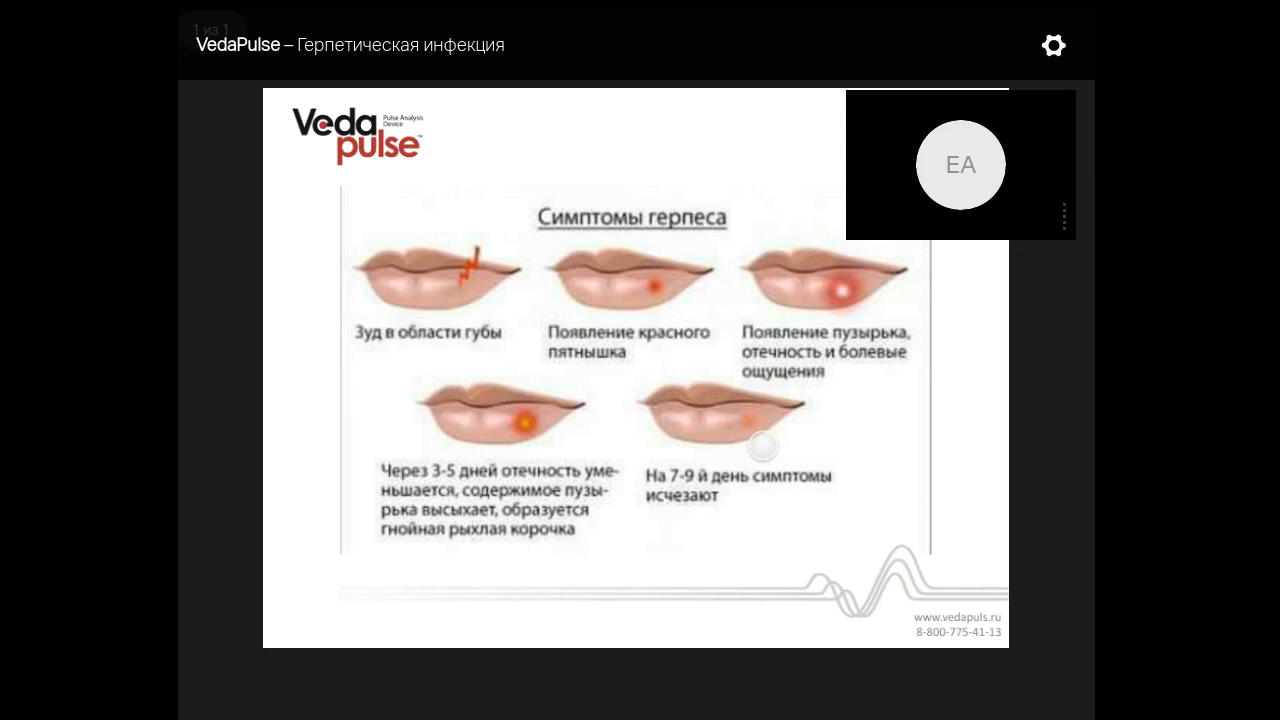 1 из 1
VedaPulse – Герпетическая инфекция
Veda Pulse Analysis
Device
pulse™
EA
Симптомы герпеса
Зуд в области губы
Появление красного
пятнышка
Появление пузырька,
отечность и болевые
ощущения
Через 3-5 дней отечность уме-
ньшается, содержимое пузы-
рька высыхает, образуется
гнойная рыхлая корочка
На 7-9 й день симптомы
исчезают
www.vedapuls.ru
8-800-775-41-13